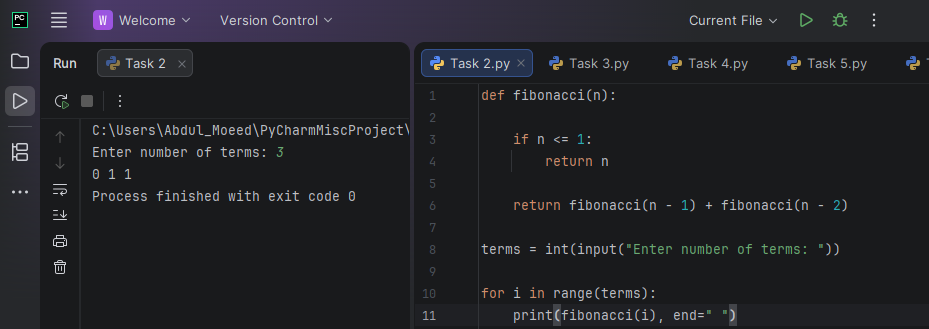 PC
W Welcome Version Control Current File
Run Task 2
Task 2.py Task 3.py Task 4.py Task 5.py
C:\Users\Abdul_Moeed\PyCharmMiscProject\
Enter number of terms: 3
0 1 1
Process finished with exit code 0
1 def fibonacci(n):
2
3 if n <= 1:
4 return n
5
6 return fibonacci(n - 1) + fibonacci(n - 2)
7
8 terms = int(input("Enter number of terms: "))
9
10 for i in range(terms):
11 print(fibonacci(i), end=" ")